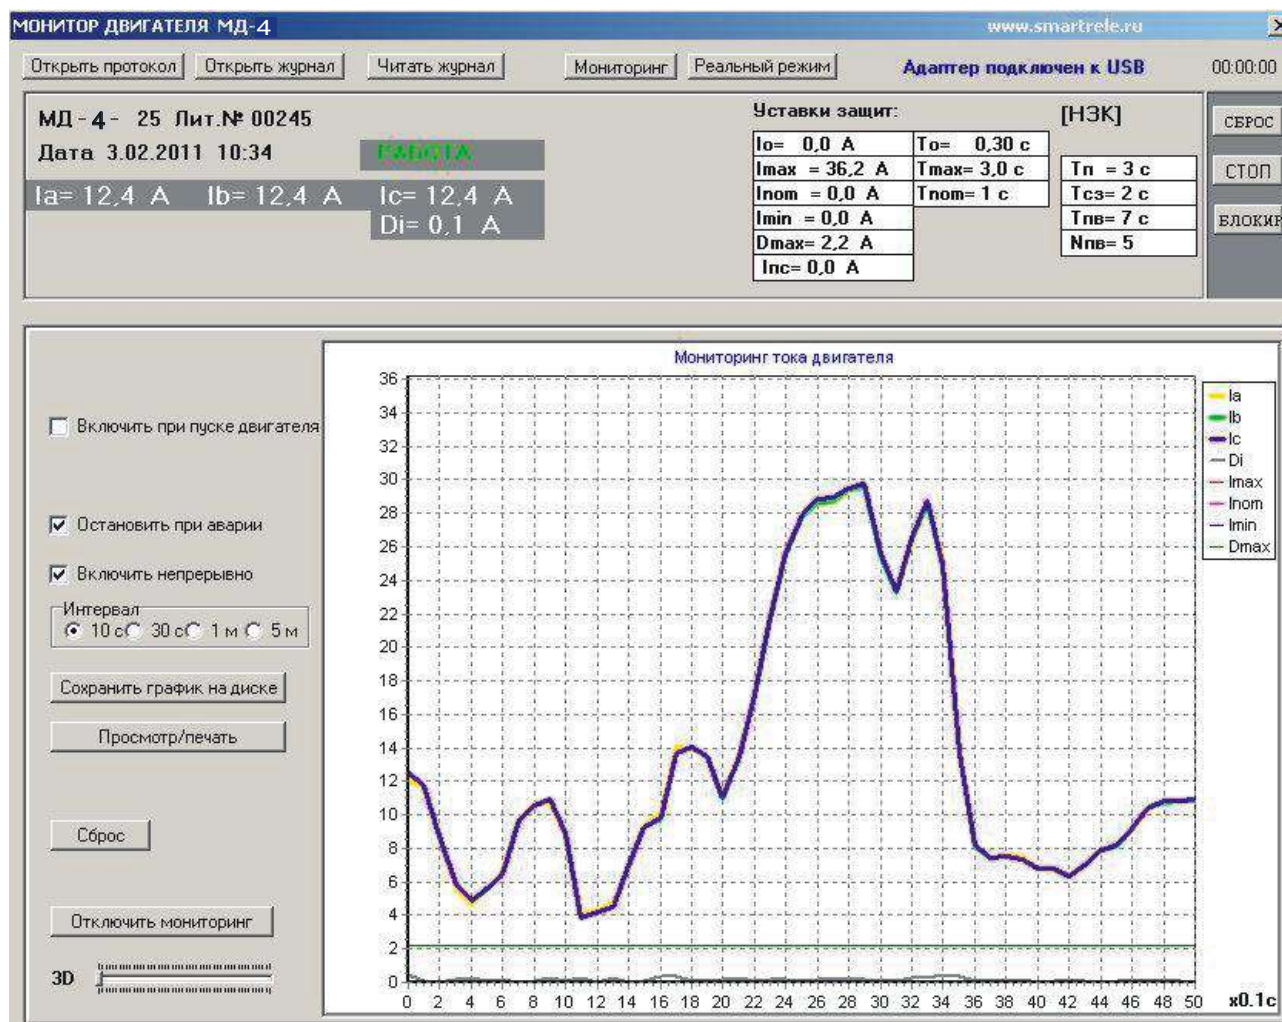 МОНИТОР ДВИГАТЕЛЯ МД-4 www.smartrele.ru
Открыть протокол Открыть журнал Читать журнал Мониторинг Реальный режим Адаптер подключен к USB 00:00:00
МД - 4 - 25 Лит.№ 00245
Дата 3.02.2011 10:34 РАБОТА
Ia= 12,4 A Ib= 12,4 A Ic= 12,4 A
Di= 0,1 A
Уставки защит: [НЗК]
Io= 0,0 A To= 0,30 с
Imax = 36,2 A Tmax= 3,0 с Тп = 3 с
Inom = 0,0 A Tnom= 1 с Тсз= 2 с
Imin = 0,0 A Тпв= 7 с
Dmax= 2,2 A Nпв= 5
Iпс= 0,0 A
СБРОС
СТОП
БЛОКИР
Включить при пуске двигателя
Остановить при аварии
Включить непрерывно
Интервал
10 с 30 с 1 м 5 м
Сохранить график на диске
Просмотр/печать
Сброс
Отключить мониторинг
3D
Мониторинг тока двигателя
36
34
32
30
28
26
24
22
20
18
16
14
12
10
8
6
4
2
0
0 2 4 6 8 10 12 14 16 18 20 22 24 26 28 30 32 34 36 38 40 42 44 46 48 50 x0.1с
Ia
Ib
Ic
Di
Imax
Inom
Imin
Dmax